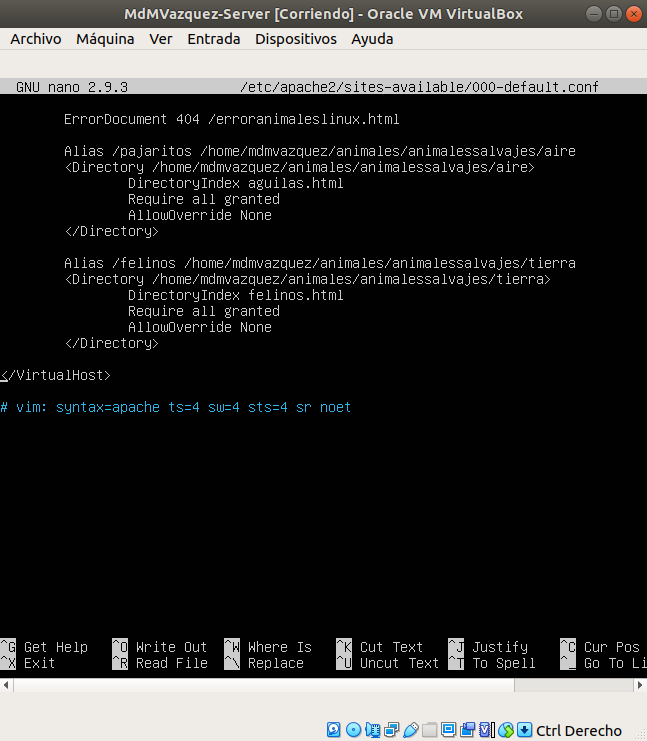 MdMVazquez-Server [Corriendo] - Oracle VM VirtualBox
Archivo Máquina Ver Entrada Dispositivos Ayuda
GNU nano 2.9.3 /etc/apache2/sites-available/000-default.conf
ErrorDocument 404 /erroranimaleslinux.html
Alias /pajaritos /home/mdmvazquez/animales/animalessalvajes/aire
<Directory /home/mdmvazquez/animales/animalessalvajes/aire>
DirectoryIndex aguilas.html
Require all granted
AllowOverride None
</Directory>
Alias /felinos /home/mdmvazquez/animales/animalessalvajes/tierra
<Directory /home/mdmvazquez/animales/animalessalvajes/tierra>
DirectoryIndex felinos.html
Require all granted
AllowOverride None
</Directory>
</VirtualHost>
# vim: syntax=apache ts=4 sw=4 sts=4 sr noet
^G Get Help ^O Write Out ^W Where Is ^K Cut Text ^J Justify ^C Cur Pos
^X Exit ^R Read File ^\ Replace ^U Uncut Text ^T To Spell ^_ Go To Li
Ctrl Derecho